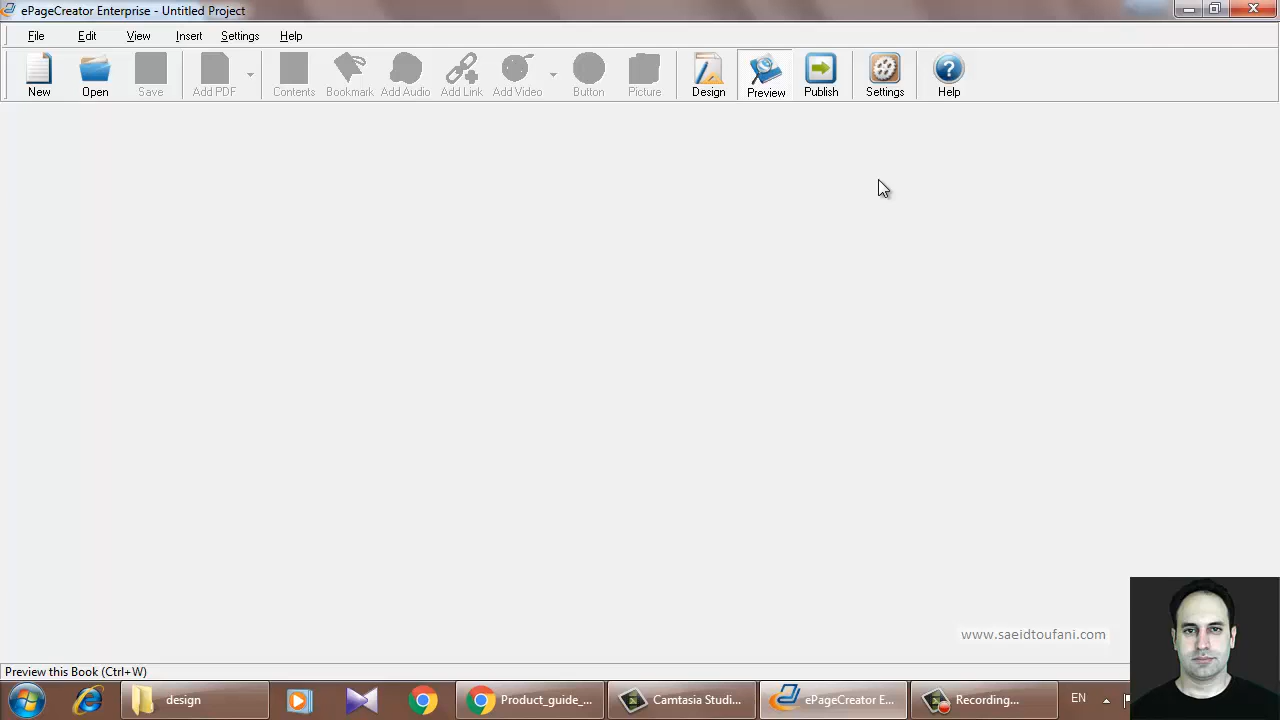 ePageCreator Enterprise - Untitled Project
File Edit View Insert Settings Help
New Open Save Add PDF Contents Bookmark Add Audio Add Link Add Video Button Picture Design Preview Publish Settings Help
www.saeidtoufani.com
Preview this Book (Ctrl+W)
design Product_guide_... Camtasia Studi... ePageCreator E... Recording... EN